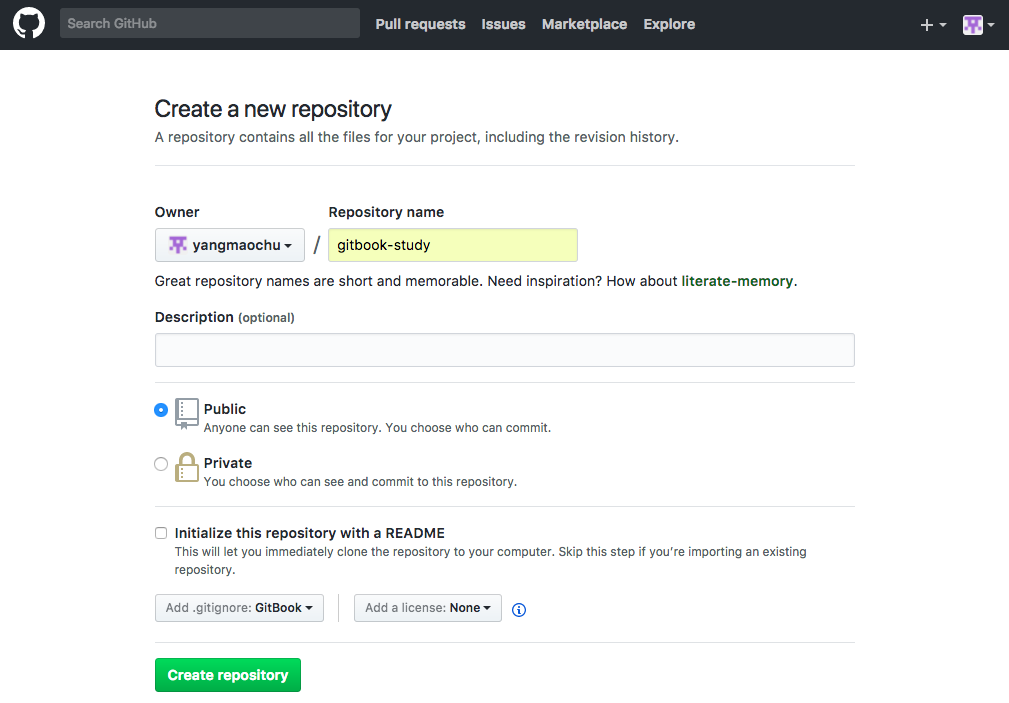 Search GitHub Pull requests Issues Marketplace Explore
Create a new repository
A repository contains all the files for your project, including the revision history.
Owner Repository name
yangmaochu / gitbook-study
Great repository names are short and memorable. Need inspiration? How about literate-memory.
Description (optional)
Public
Anyone can see this repository. You choose who can commit.
Private
You choose who can see and commit to this repository.
Initialize this repository with a README
This will let you immediately clone the repository to your computer. Skip this step if you’re importing an existing
repository.
Add .gitignore: GitBook Add a license: None
Create repository